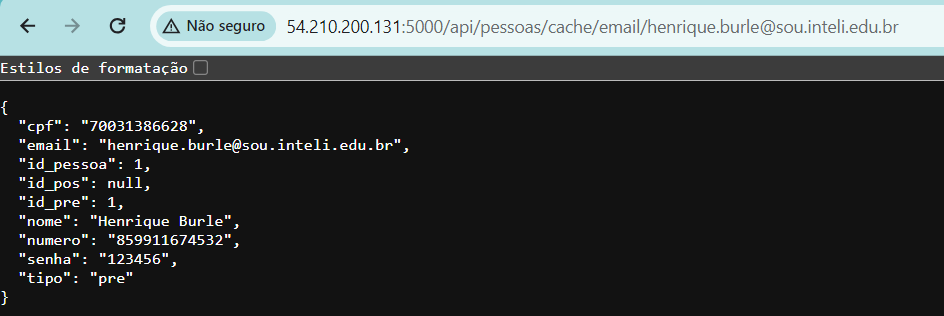 Não seguro 54.210.200.131:5000/api/pessoas/cache/email/henrique.burle@sou.inteli.edu.br
Estilos de formatação
{
"cpf": "70031386628",
"email": "henrique.burle@sou.inteli.edu.br",
"id_pessoa": 1,
"id_pos": null,
"id_pre": 1,
"nome": "Henrique Burle",
"numero": "859911674532",
"senha": "123456",
"tipo": "pre"
}